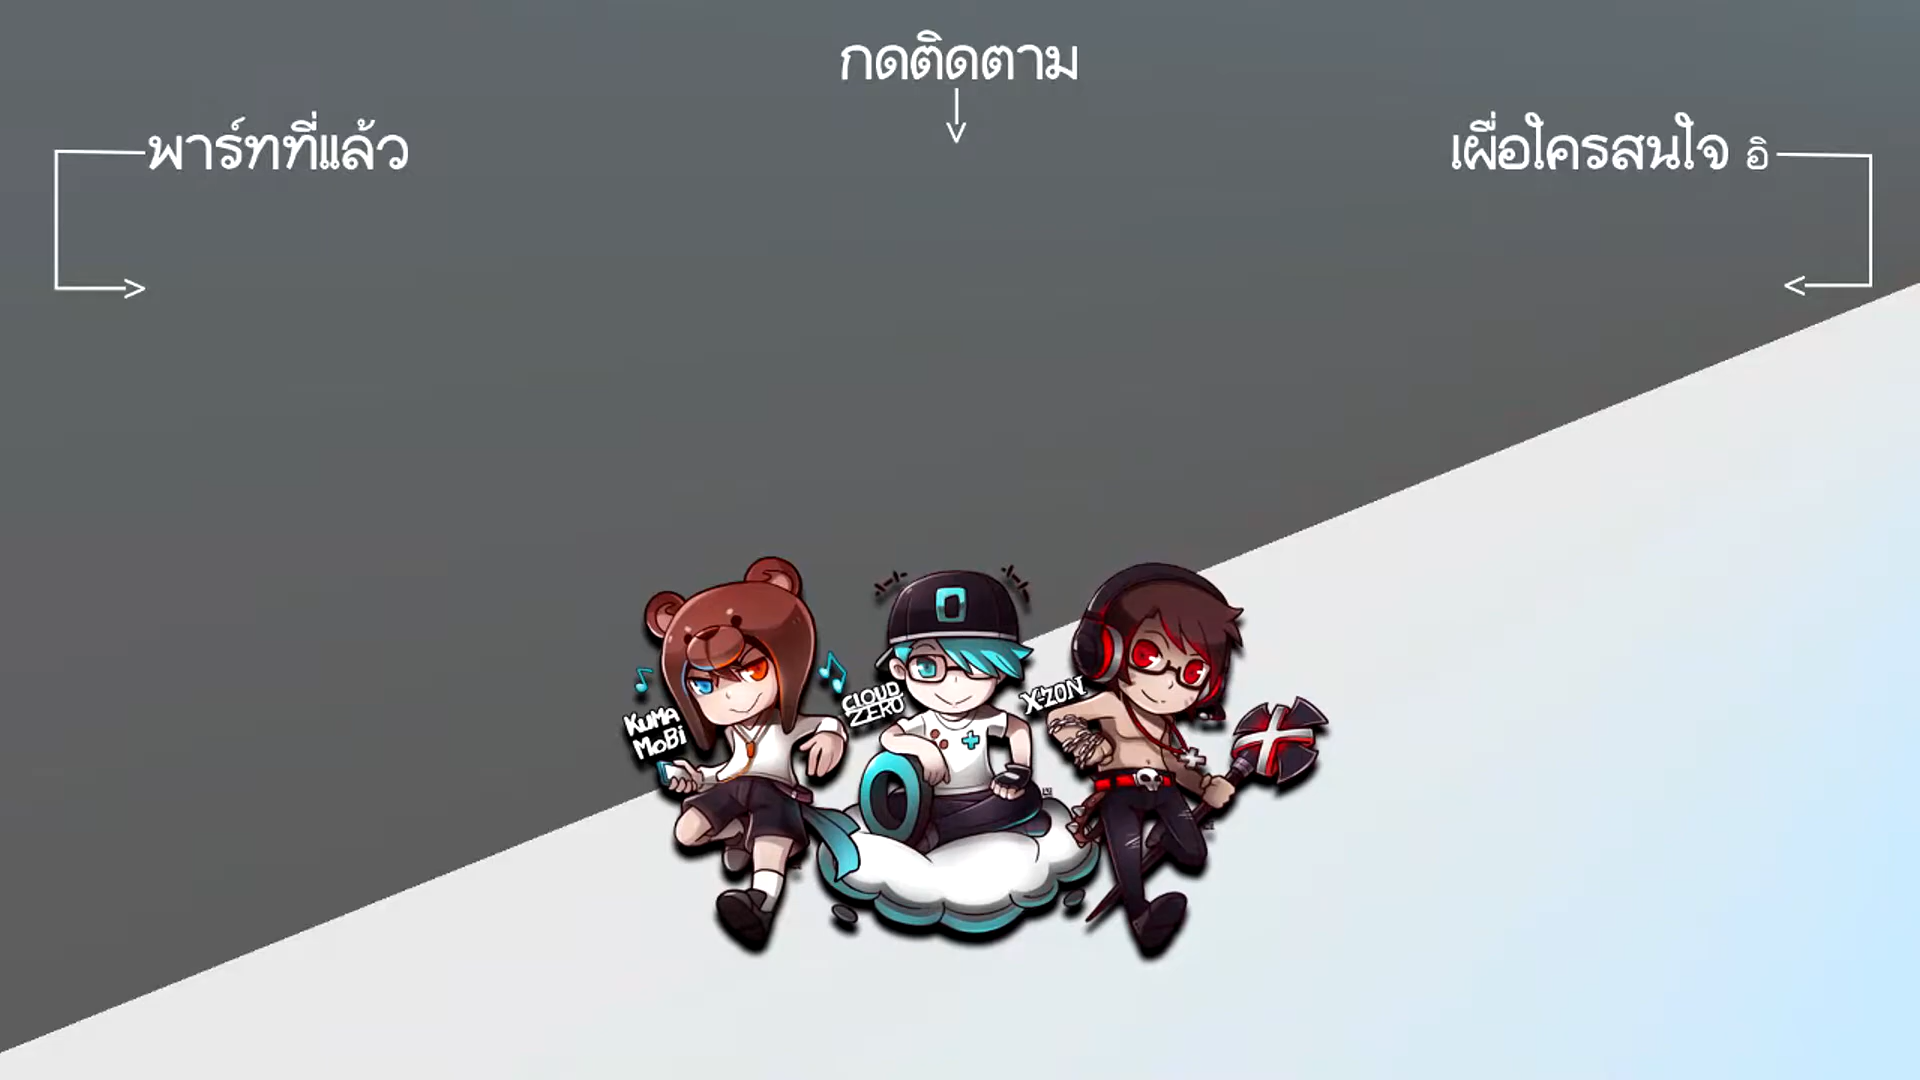 กดติดตาม
พาร์ทที่แล้ว
เผื่อใครสนใจ อิ
KUMA
MOBi
CLOUD
ZERO
X-ZON